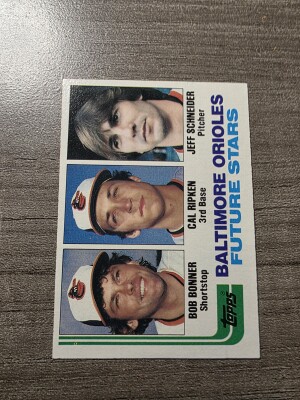 BOB BONNER
Shortstop
CAL RIPKEN
3rd Base
JEFF SCHNEIDER
Pitcher
Topps
BALTIMORE ORIOLES
FUTURE STARS